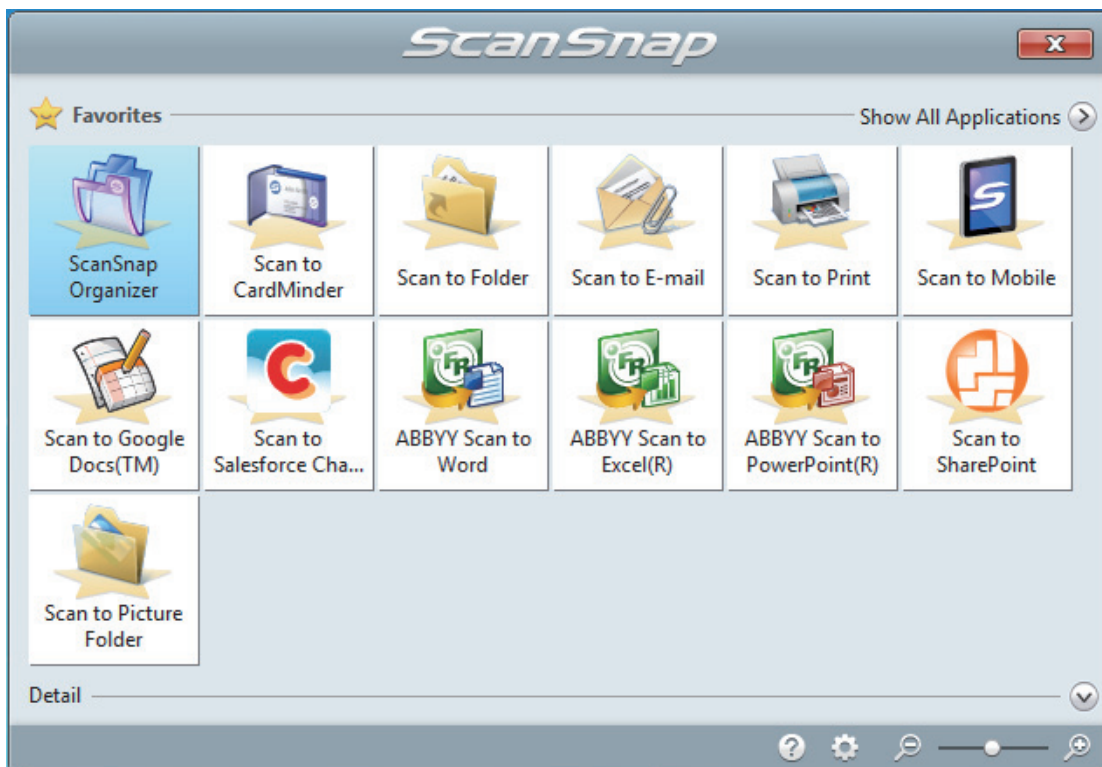 ScanSnap
Favorites
Show All Applications
ScanSnap
Organizer
Scan to
CardMinder
Scan to Folder
Scan to E-mail
Scan to Print
Scan to Mobile
Scan to Google
Docs(TM)
Scan to
Salesforce Cha...
ABBYY Scan to
Word
ABBYY Scan to
Excel(R)
ABBYY Scan to
PowerPoint(R)
Scan to
SharePoint
Scan to Picture
Folder
Detail